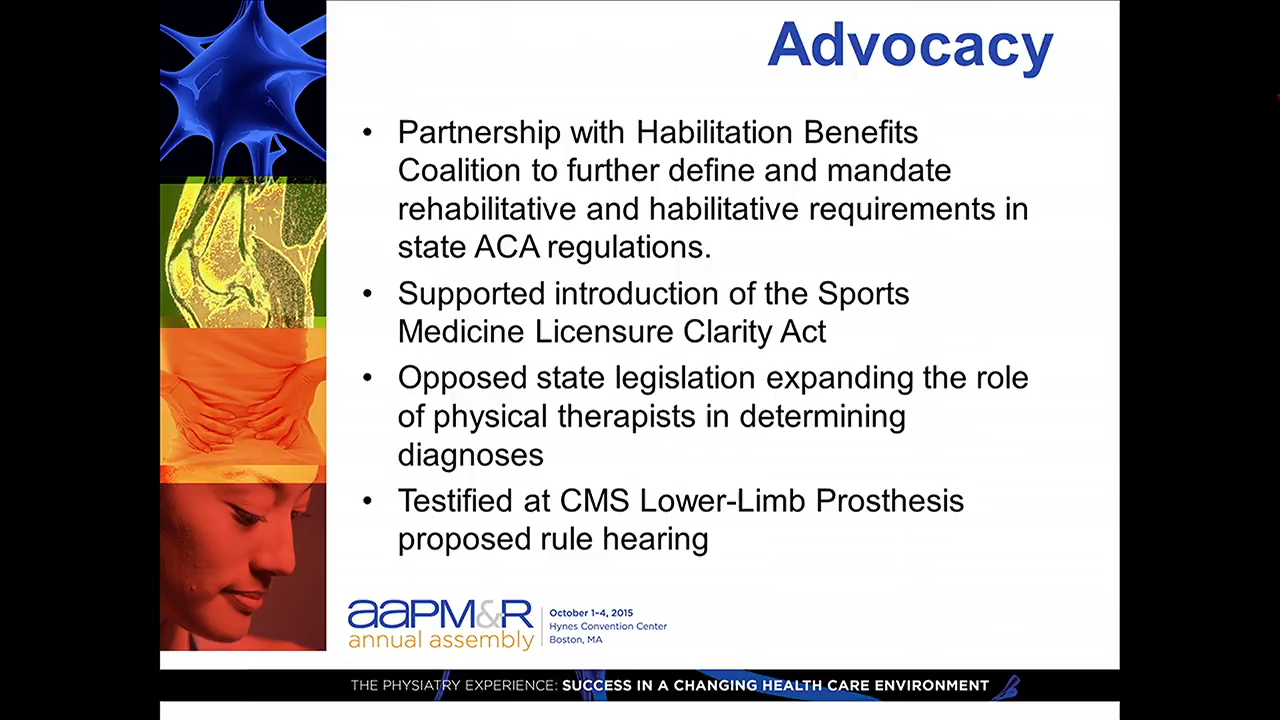 Advocacy
• Partnership with Habilitation Benefits
Coalition to further define and mandate
rehabilitative and habilitative requirements in
state ACA regulations.
• Supported introduction of the Sports
Medicine Licensure Clarity Act
• Opposed state legislation expanding the role
of physical therapists in determining
diagnoses
• Testified at CMS Lower-Limb Prosthesis
proposed rule hearing
aaPM&R
annual assembly
October 1-4, 2015
Hynes Convention Center
Boston, MA
THE PHYSIATRY EXPERIENCE: SUCCESS IN A CHANGING HEALTH CARE ENVIRONMENT